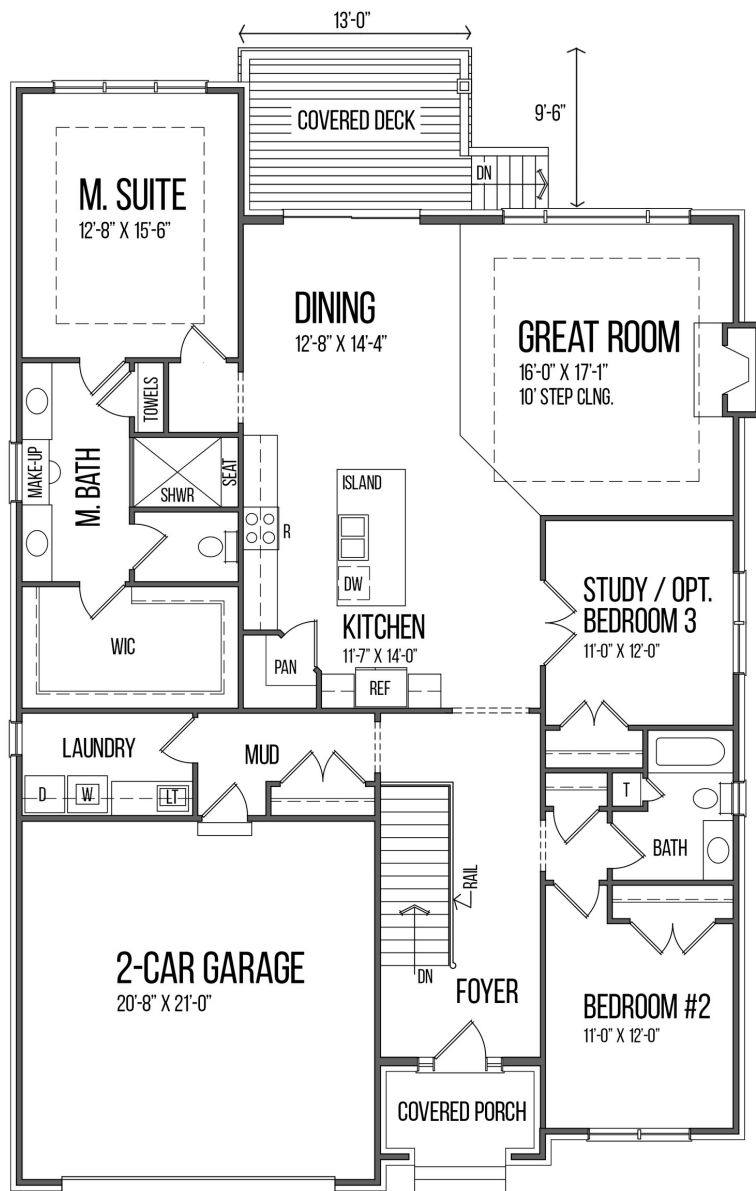 13'-0"
9'-6"
COVERED DECK
DN
M. SUITE
12'-8" X 15'-6"
DINING
12'-8" X 14'-4"
GREAT ROOM
16'-0" X 17'-1"
10' STEP CLNG.
TOWELS
MAKE-UP
M. BATH
SHWR
SEAT
R
ISLAND
DW
KITCHEN
11'-7" X 14'-0"
STUDY / OPT.
BEDROOM 3
11'-0" X 12'-0"
WIC
PAN
REF
LAUNDRY
MUD
D
W
LT
T
BATH
RAIL
DN
2-CAR GARAGE
20'-8" X 21'-0"
FOYER
BEDROOM #2
11'-0" X 12'-0"
COVERED PORCH